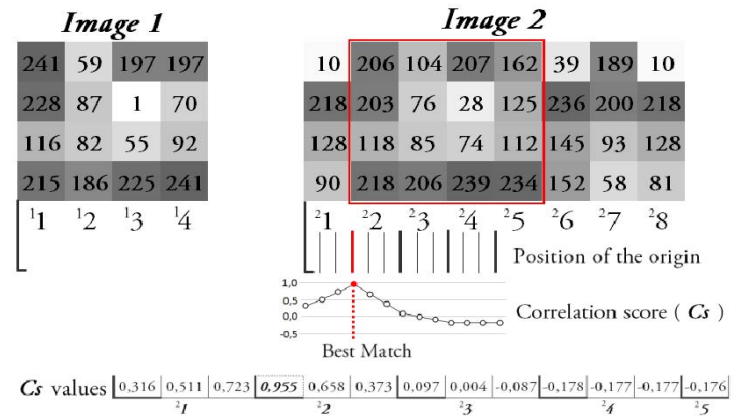 Image 1 Image 2
241 59 197 197 10 206 104 207 162 39 189 10
228 87 1 70 218 203 76 28 125 236 200 218
116 82 55 92 128 118 85 74 112 145 93 128
215 186 225 241 90 218 206 239 234 152 58 81
¹1 ¹2 ¹3 ¹4 ²1 ²2 ²3 ²4 ²5 ²6 ²7 ²8
Position of the origin
1,0
0,5
0,0
-0,5
Correlation score ( Cs )
Best Match
Cs values 0,316 0,511 0,723 0,955 0,658 0,373 0,097 0,004 -0,087 -0,178 -0,177 -0,177 -0,176
²1 ²2 ²3 ²4 ²5